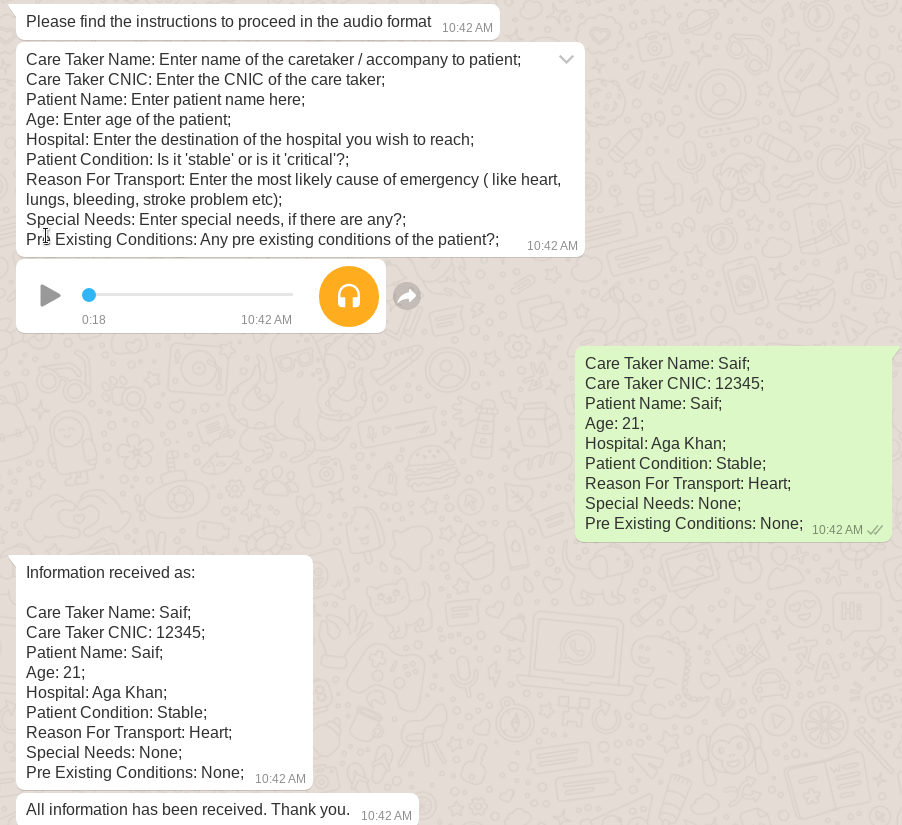 Please find the instructions to proceed in the audio format 10:42 AM
Care Taker Name: Enter name of the caretaker / accompany to patient;
Care Taker CNIC: Enter the CNIC of the care taker;
Patient Name: Enter patient name here;
Age: Enter age of the patient;
Hospital: Enter the destination of the hospital you wish to reach;
Patient Condition: Is it 'stable' or is it 'critical'?;
Reason For Transport: Enter the most likely cause of emergency ( like heart,
lungs, bleeding, stroke problem etc);
Special Needs: Enter special needs, if there are any?;
Pre Existing Conditions: Any pre existing conditions of the patient?; 10:42 AM
0:18 10:42 AM
Care Taker Name: Saif;
Care Taker CNIC: 12345;
Patient Name: Saif;
Age: 21;
Hospital: Aga Khan;
Patient Condition: Stable;
Reason For Transport: Heart;
Special Needs: None;
Pre Existing Conditions: None; 10:42 AM
Information received as:
Care Taker Name: Saif;
Care Taker CNIC: 12345;
Patient Name: Saif;
Age: 21;
Hospital: Aga Khan;
Patient Condition: Stable;
Reason For Transport: Heart;
Special Needs: None;
Pre Existing Conditions: None; 10:42 AM
All information has been received. Thank you. 10:42 AM